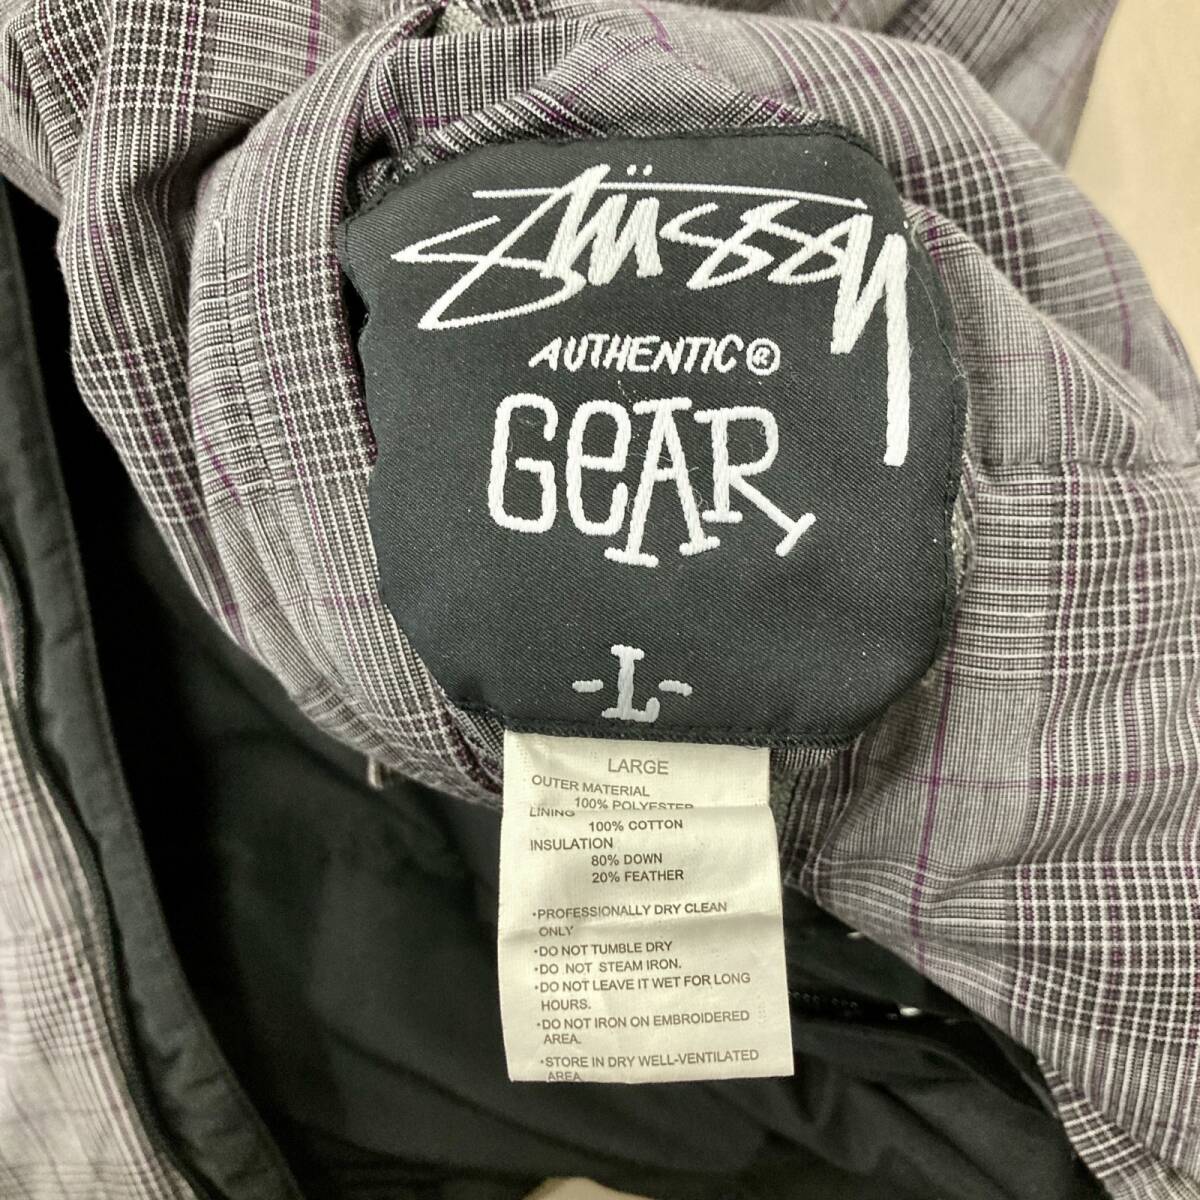 Stüssy
AUTHENTIC®
GEAR
-L-
LARGE
OUTER MATERIAL
100% POLYESTER
LINING
100% COTTON
INSULATION
80% DOWN
20% FEATHER
•PROFESSIONALLY DRY CLEAN
ONLY
•DO NOT TUMBLE DRY
•DO NOT STEAM IRON.
•DO NOT LEAVE IT WET FOR LONG
HOURS.
•DO NOT IRON ON EMBROIDERED
AREA.
•STORE IN DRY WELL-VENTILATED
AREA